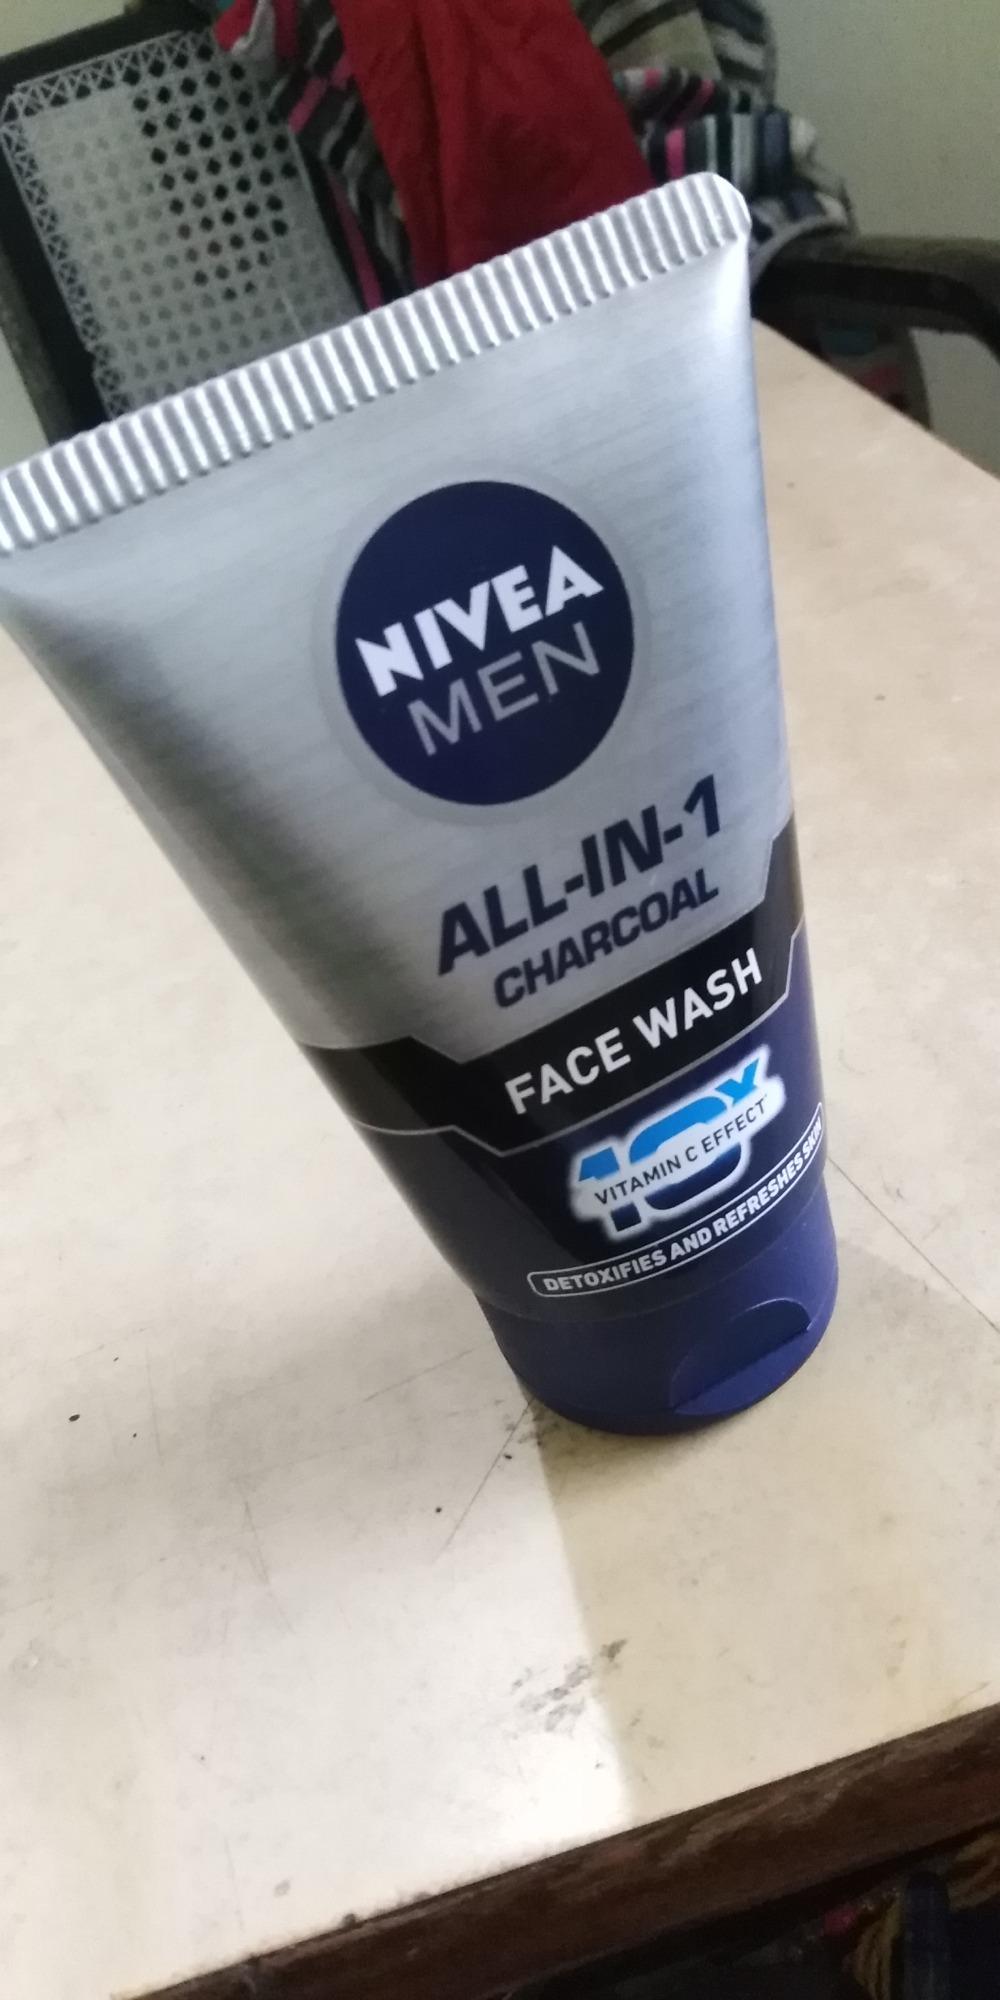 NIVEA
MEN
ALL-IN-1
CHARCOAL
FACE WASH
10X
VITAMIN C EFFECT*
DETOXIFIES AND REFRESHES SKIN